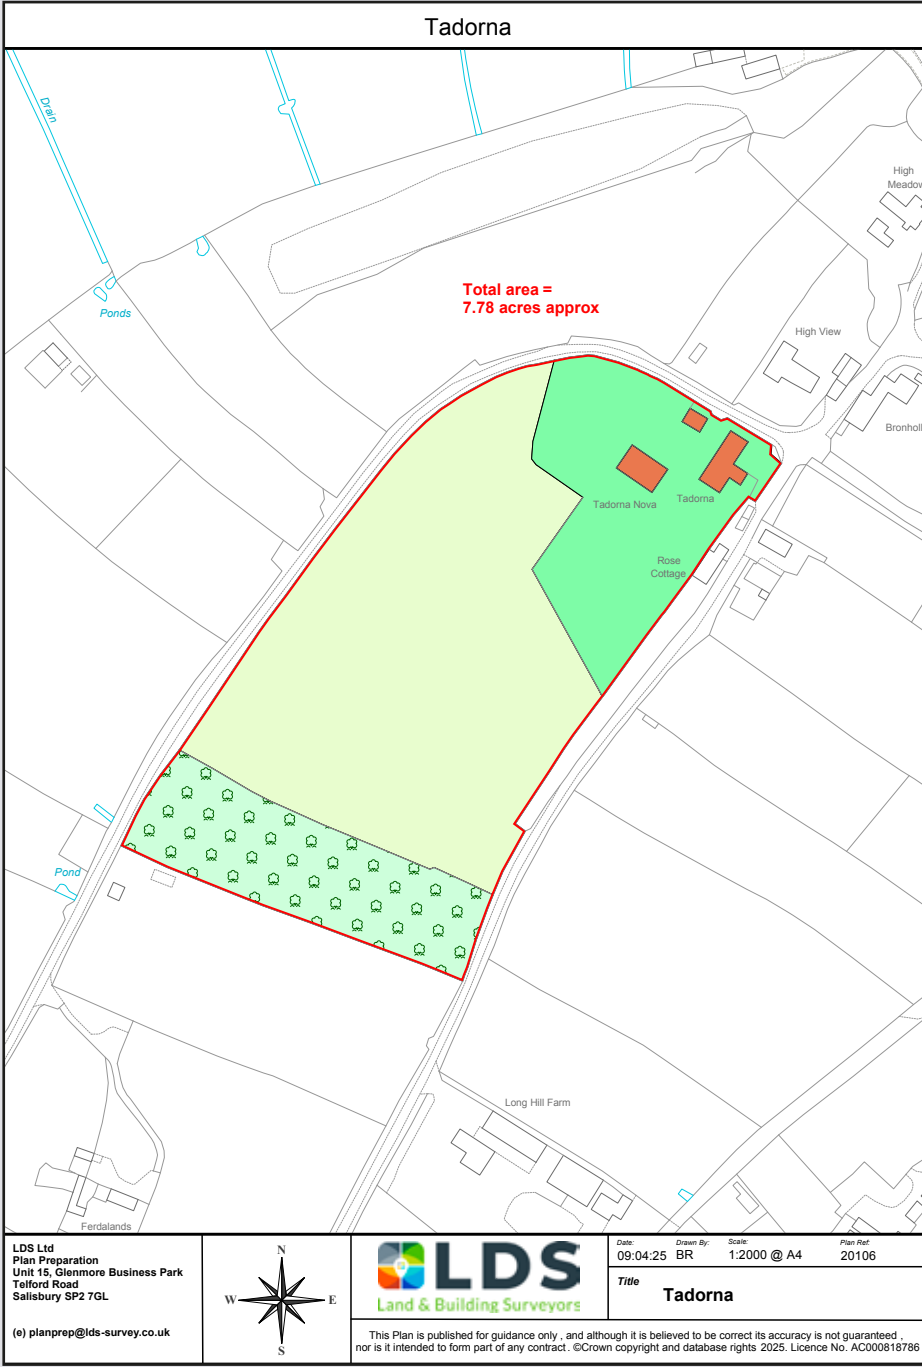 Tadorna
Drain
High
Meadow
Total area =
7.78 acres approx
Ponds
High View
Tadorna Nova
Tadorna
Rose
Cottage
Pond
Long Hill Farm
Ferdalands
LDS Ltd
Plan Preparation
Unit 15, Glenmore Business Park
Telford Road
Salisbury SP2 7GL
(e) planprep@lds-survey.co.uk
N
W
E
S
LDS
Land & Building Surveyors
Date: Drawn By: Scale: Plan Ref:
09:04:25 BR 1:2000 @ A4 20106
Title
Tadorna
This Plan is published for guidance only , and although it is believed to be correct its accuracy is not guaranteed ,
nor is it intended to form part of any contract. ©Crown copyright and database rights 2025. Licence No. AC000818786